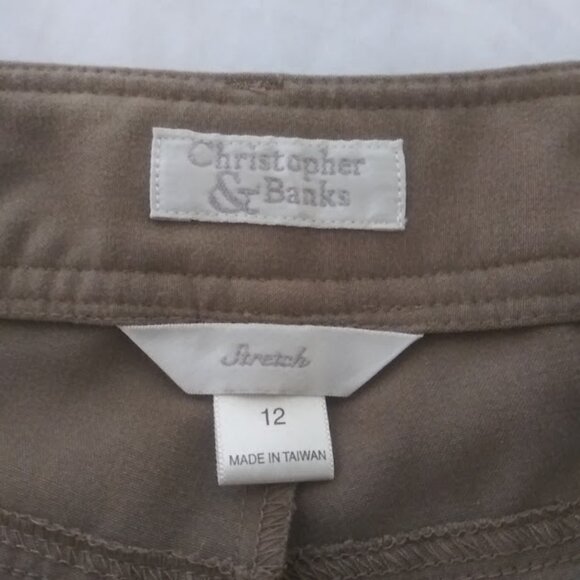 Christopher
& Banks
Stretch
12
MADE IN TAIWAN